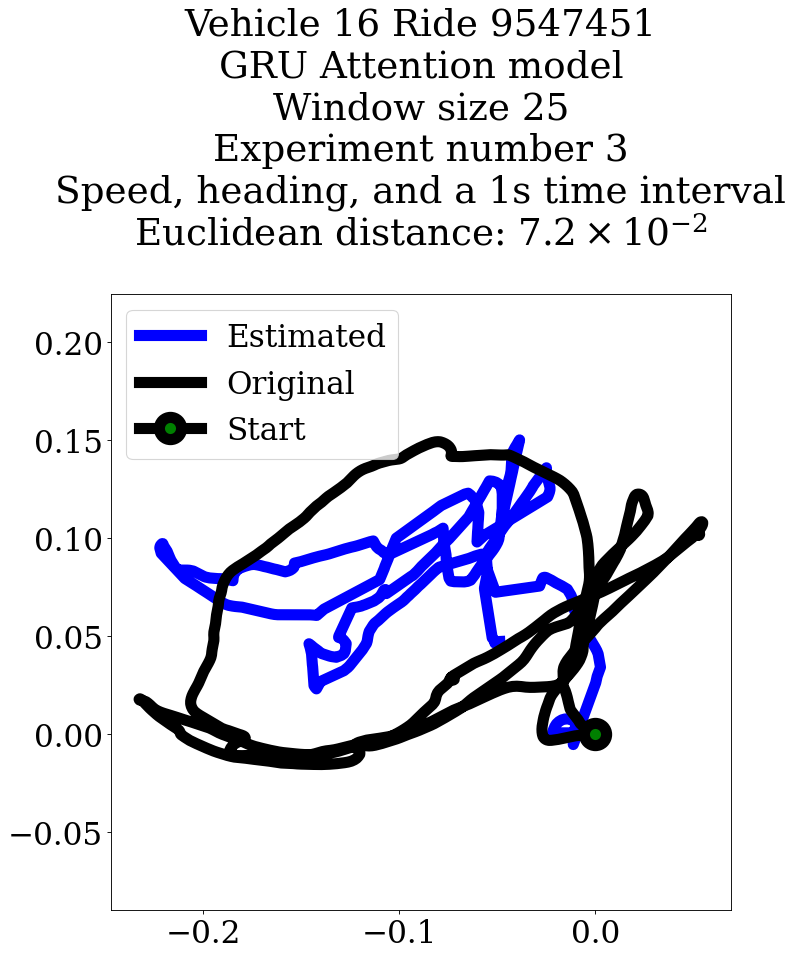 Vehicle 16 Ride 9547451
GRU Attention model
Window size 25
Experiment number 3
Speed, heading, and a 1s time interval
Euclidean distance: 7.2 × 10⁻²
Estimated
Original
Start
0.20
0.15
0.10
0.05
0.00
−0.05
−0.2
−0.1
0.0